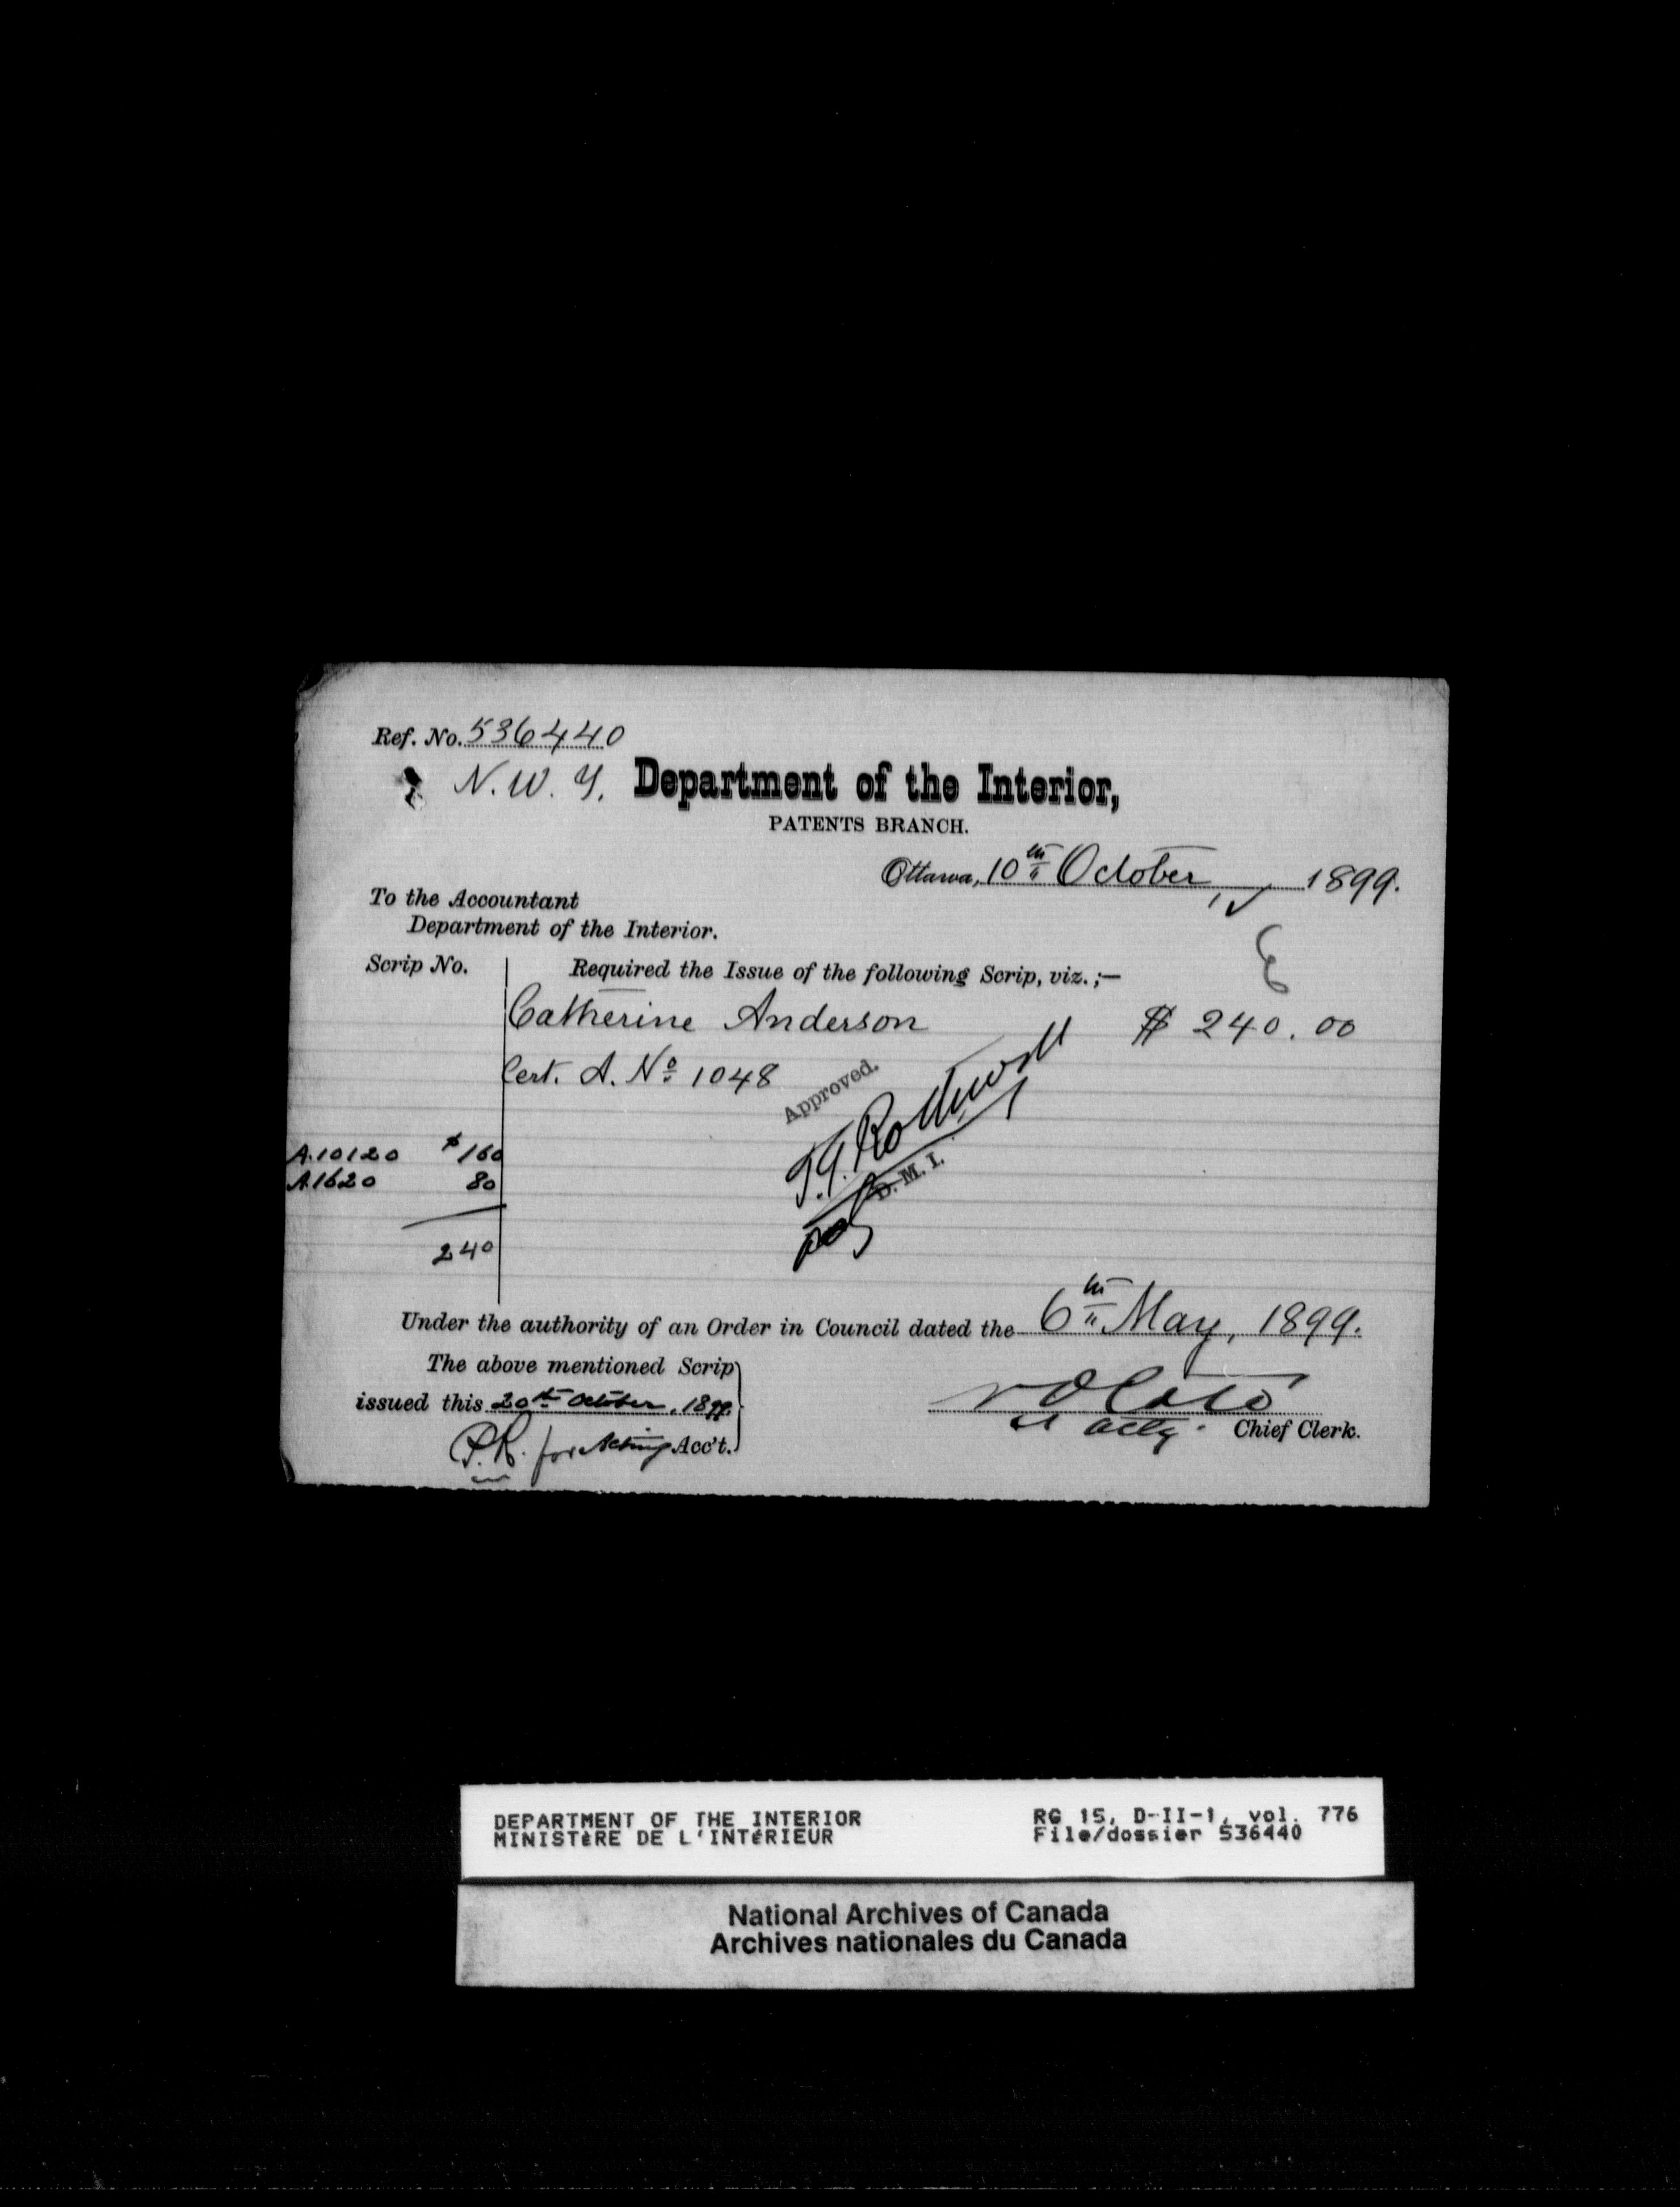 Ref. No. 536440
N.W.Y. Department of the Interior,
PATENTS BRANCH.
Ottawa, 10th October, 1899.
To the Accountant
Department of the Interior.
Scrip No. Required the Issue of the following Scrip, viz.;—
Catherine Anderson $ 240.00
Cert. A. No 1048
Approved.
A.10120 $160
A.1620 80
D. M. I.
240
Under the authority of an Order in Council dated the 6th May, 1899.
The above mentioned Scrip
issued this 20th October, 1899.
P.R. for Acting Acc't.
Actg. Chief Clerk.
DEPARTMENT OF THE INTERIOR RG 15, D-II-1, vol. 776
MINISTÈRE DE L'INTÉRIEUR File/dossier 536440
National Archives of Canada
Archives nationales du Canada